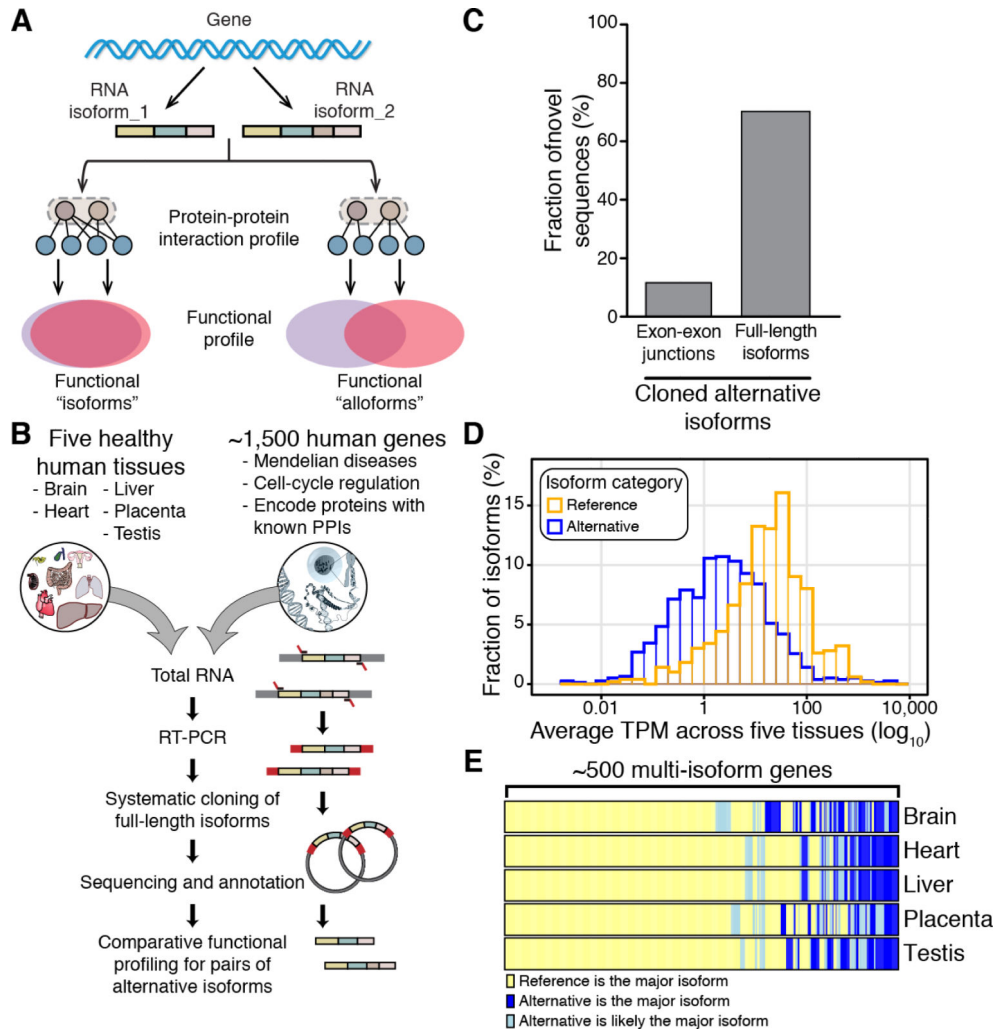 A
Gene
RNA
isoform_1
RNA
isoform_2
Protein-protein
interaction profile
Functional
profile
Functional
“isoforms”
Functional
“alloforms”
B
Five healthy
human tissues
- Brain
- Liver
- Heart
- Placenta
- Testis
~1,500 human genes
- Mendelian diseases
- Cell-cycle regulation
- Encode proteins with
known PPIs
Total RNA
RT-PCR
Systematic cloning of
full-length isoforms
Sequencing and annotation
Comparative functional
profiling for pairs of
alternative isoforms
C
Fraction ofnovel
sequences (%)
100
80
60
40
20
0
Exon-exon
junctions
Full-length
isoforms
Cloned alternative
isoforms
D
Fraction of isoforms (%)
15
10
5
0
Isoform category
Reference
Alternative
0.01
1
100
10,000
Average TPM across five tissues (log10)
E
~500 multi-isoform genes
Brain
Heart
Liver
Placenta
Testis
Reference is the major isoform
Alternative is the major isoform
Alternative is likely the major isoform